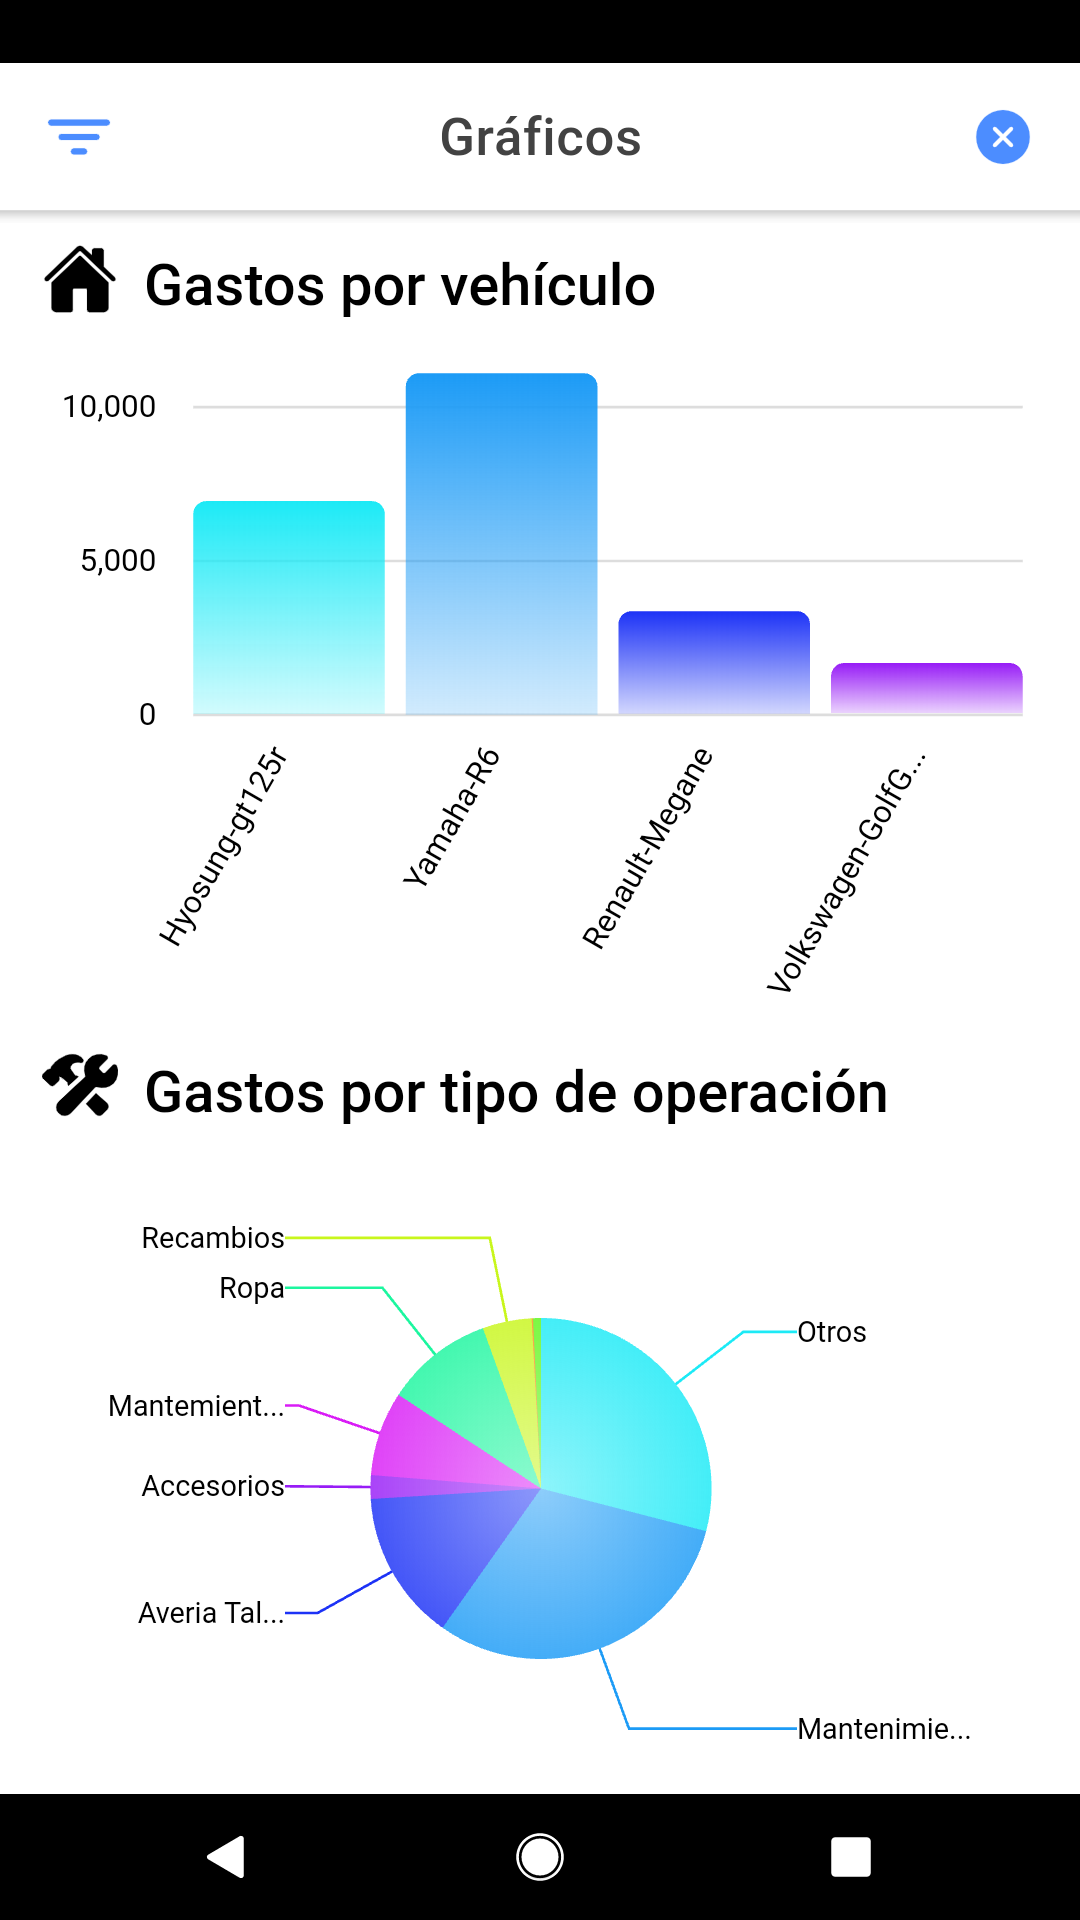 Gráficos
Gastos por vehículo
10,000
5,000
0
Hyosung-gt125r
Yamaha-R6
Renault-Megane
Volkswagen-GolfG...
Gastos por tipo de operación
Recambios
Ropa
Otros
Mantemient...
Accesorios
Averia Tal...
Mantenimie...